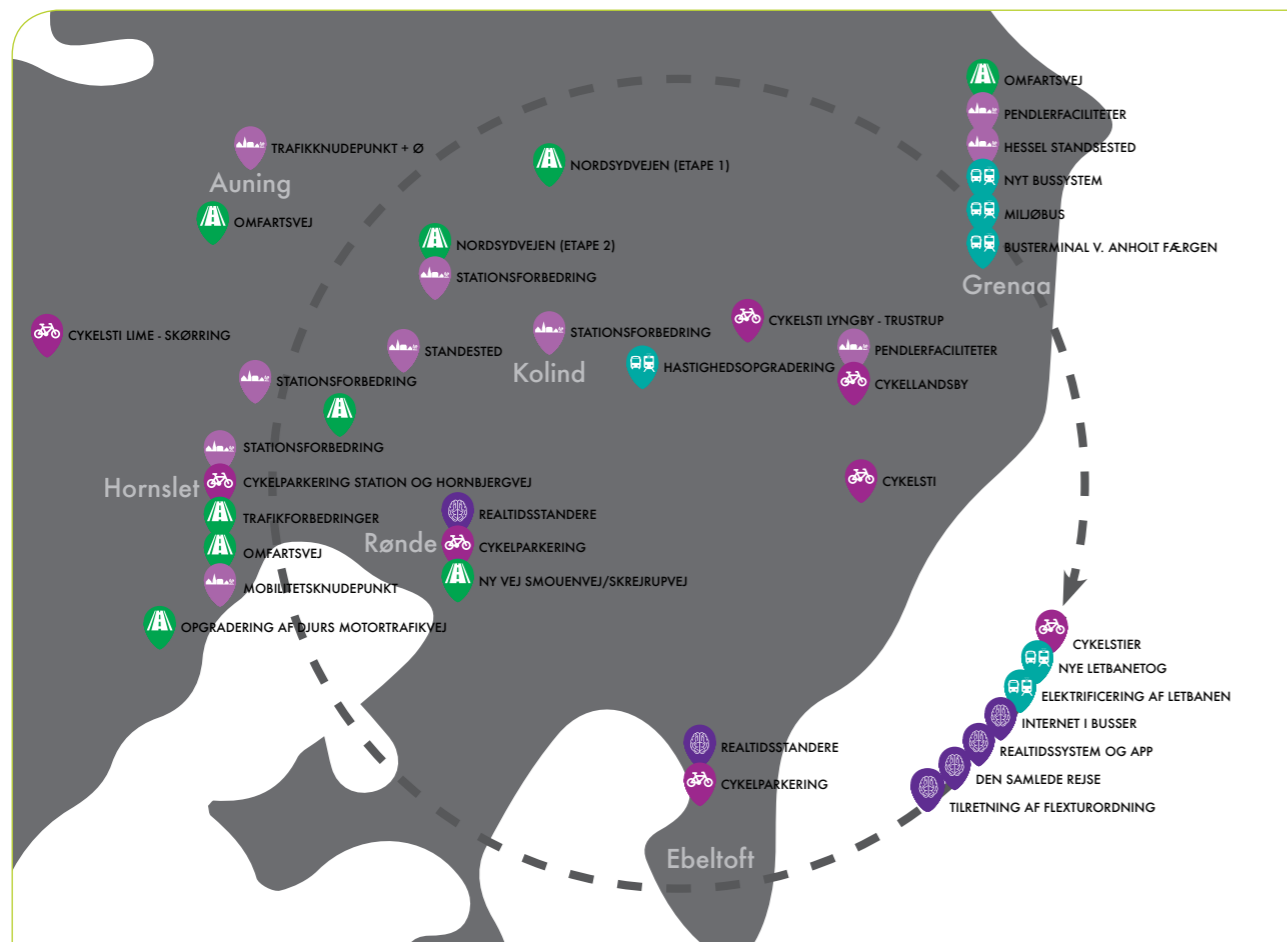 OMFARTSVEJ
PENDLERFACILITETER
HESSEL STANDSESTED
NYT BUSSYSTEM
MILJØBUS
BUSTERMINAL V. ANHOLT FÆRGEN
Grenaa
TRAFIKKNUDEPUNKT + Ø
Auning
OMFARTSVEJ
NORDSYDVEJEN (ETAPE 1)
NORDSYDVEJEN (ETAPE 2)
STATIONSFORBEDRING
CYKELSTI LIME - SKØRRING
STANDESTED
STATIONSFORBEDRING
Kolind
HASTIGHEDSOPGRADERING
CYKELSTI LYNGBY - TRUSTRUP
PENDLERFACILITETER
CYKELLANDSBY
STATIONSFORBEDRING
STATIONSFORBEDRING
Hornslet
CYKELPARKERING STATION OG HORNBJERGVEJ
TRAFIKFORBEDRINGER
OMFARTSVEJ
MOBILITETSKNUDEPUNKT
OPGRADERING AF DJURS MOTORTRAFIKVEJ
REALTIDSSTANDERE
Rønde
CYKELPARKERING
NY VEJ SMOUENVEJ/SKREJRUPVEJ
CYKELSTI
CYKELSTIER
NYE LETBANETOG
ELEKTRIFICERING AF LETBANEN
INTERNET I BUSSER
REALTIDSSYSTEM OG APP
DEN SAMLEDE REJSE
TILRETNING AF FLEXTURORDNING
REALTIDSSTANDERE
CYKELPARKERING
Ebeltoft